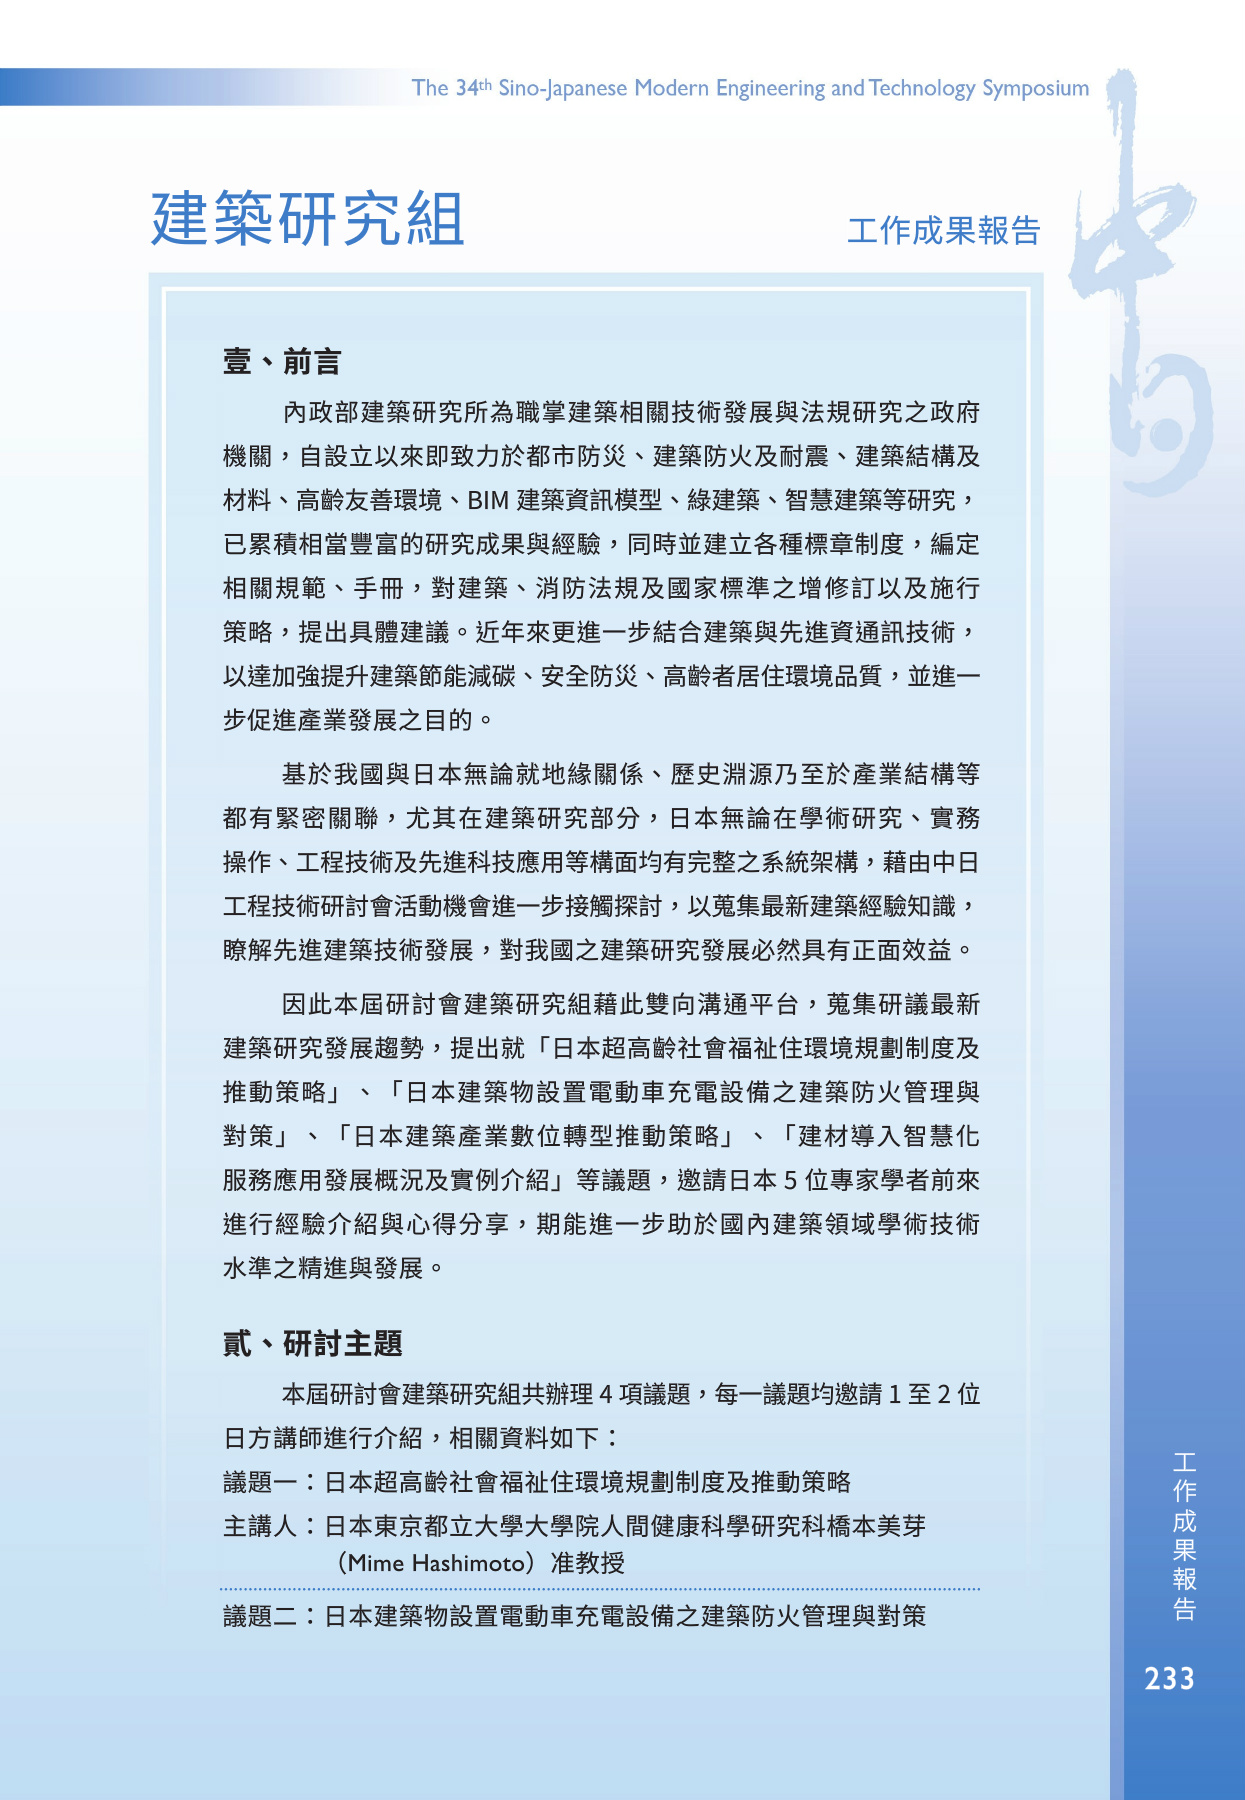 The 34th Sino-Japanese Modern Engineering and Technology Symposium
建築研究組
工作成果報告
壹、前言
內政部建築研究所為職掌建築相關技術發展與法規研究之政府
機關，自設立以來即致力於都市防災、建築防火及耐震、建築結構及
材料、高齡友善環境、BIM 建築資訊模型、綠建築、智慧建築等研究，
已累積相當豐富的研究成果與經驗，同時並建立各種標章制度，編定
相關規範、手冊，對建築、消防法規及國家標準之增修訂以及施行
策略，提出具體建議。近年來更進一步結合建築與先進資通訊技術，
以達加強提升建築節能減碳、安全防災、高齡者居住環境品質，並進一
步促進產業發展之目的。
基於我國與日本無論就地緣關係、歷史淵源乃至於產業結構等
都有緊密關聯，尤其在建築研究部分，日本無論在學術研究、實務
操作、工程技術及先進科技應用等構面均有完整之系統架構，藉由中日
工程技術研討會活動機會進一步接觸探討，以蒐集最新建築經驗知識，
瞭解先進建築技術發展，對我國之建築研究發展必然具有正面效益。
因此本屆研討會建築研究組藉此雙向溝通平台，蒐集研議最新
建築研究發展趨勢，提出就「日本超高齡社會福祉住環境規劃制度及
推動策略」、「日本建築物設置電動車充電設備之建築防火管理與
對策」、「日本建築產業數位轉型推動策略」、「建材導入智慧化
服務應用發展概況及實例介紹」等議題，邀請日本 5 位專家學者前來
進行經驗介紹與心得分享，期能進一步助於國內建築領域學術技術
水準之精進與發展。
貳、研討主題
本屆研討會建築研究組共辦理 4 項議題，每一議題均邀請 1 至 2 位
日方講師進行介紹，相關資料如下：
議題一：日本超高齡社會福祉住環境規劃制度及推動策略
主講人：日本東京都立大學大學院人間健康科學研究科橋本美芽
（Mime Hashimoto）准教授
議題二：日本建築物設置電動車充電設備之建築防火管理與對策
工作成果報告
233